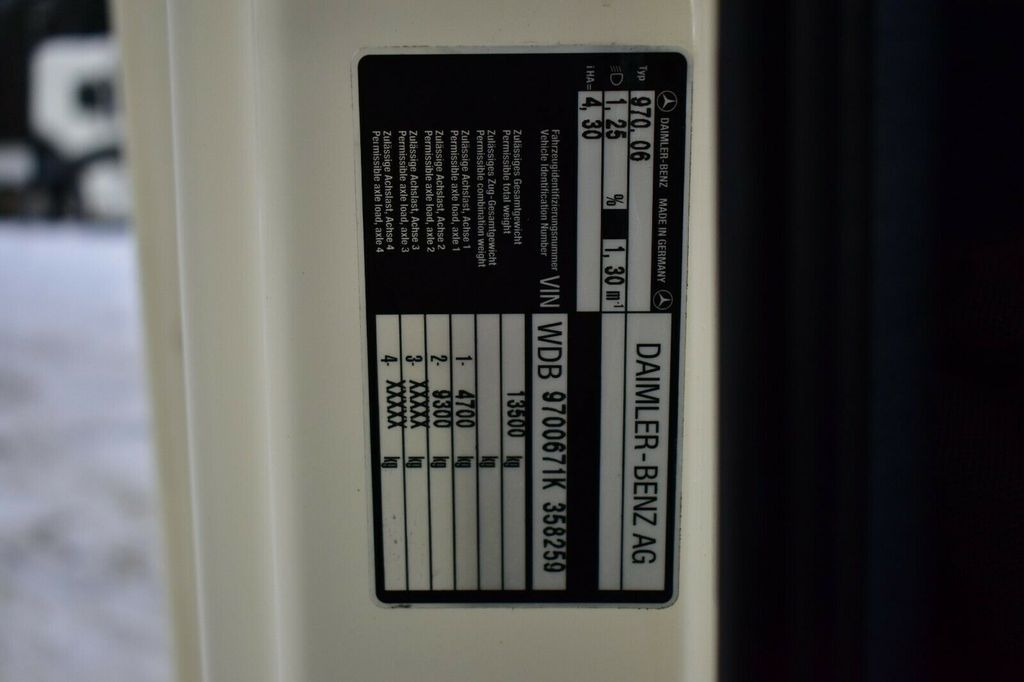 DAIMLER-BENZ MADE IN GERMANY
DAIMLER-BENZ AG
Typ 970. 06
1, 25 % 1, 30 m-1
i HA= 4, 30
Fahrzeugidentifizierungsnummer
Vehicle Identification Number VIN WDB 9700671K 358259
Zulässiges Gesamtgewicht
Permissible total weight 13500 kg
Zulässiges Zug-Gesamtgewicht
Permissible combination weight kg
Zulässige Achslast, Achse 1
Permissible axle load, axle 1 1- 4700 kg
Zulässige Achslast, Achse 2
Permissible axle load, axle 2 2- 9300 kg
Zulässige Achslast, Achse 3
Permissible axle load, axle 3 3- XXXXX kg
Zulässige Achslast, Achse 4
Permissible axle load, axle 4 4- XXXXX kg